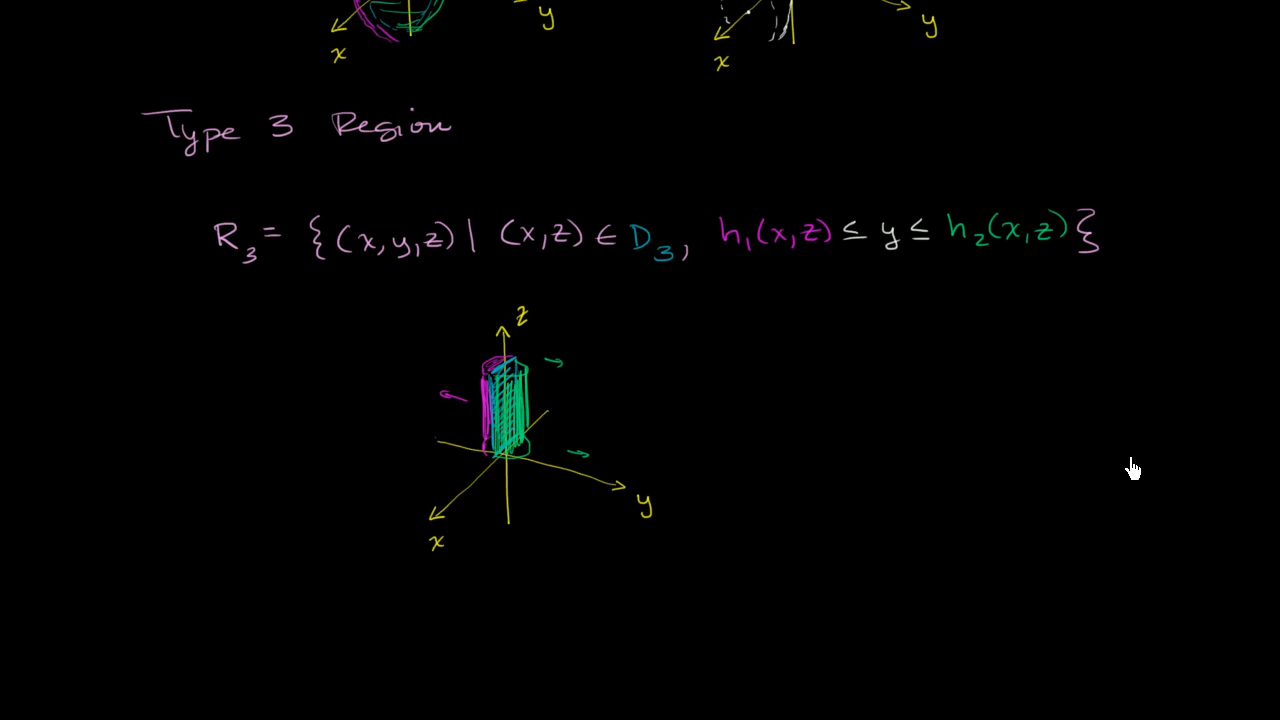 y
y
x
x
Type 3 Region
R₃ = {(x,y,z) | (x,z) ∈ D₃, h₁(x,z) ≤ y ≤ h₂(x,z)}
z
y
x